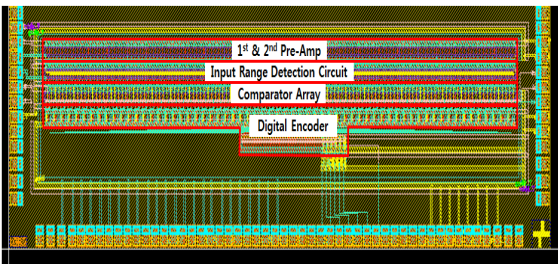 1st & 2nd Pre-Amp
Input Range Detection Circuit
Comparator Array
Digital Encoder